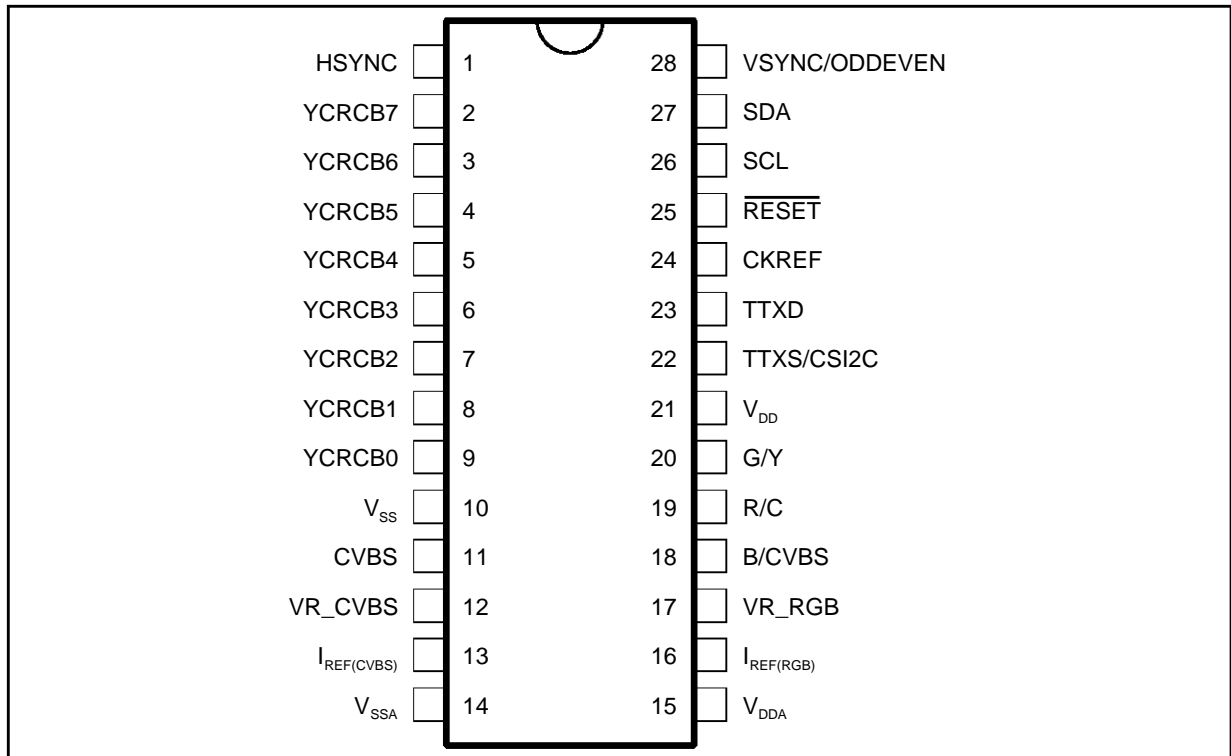 HSYNC 1 28 VSYNC/ODDEVEN
YCRCB7 2 27 SDA
YCRCB6 3 26 SCL
YCRCB5 4 25 RESET
YCRCB4 5 24 CKREF
YCRCB3 6 23 TTXD
YCRCB2 7 22 TTXS/CSI2C
YCRCB1 8 21 VDD
YCRCB0 9 20 G/Y
VSS 10 19 R/C
CVBS 11 18 B/CVBS
VR_CVBS 12 17 VR_RGB
IREF(CVBS) 13 16 IREF(RGB)
VSSA 14 15 VDDA